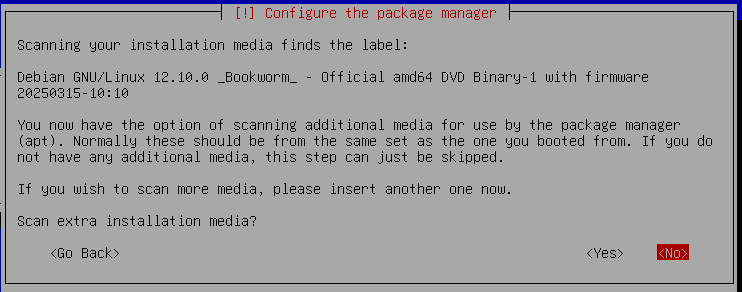 [!] Configure the package manager
Scanning your installation media finds the label:
Debian GNU/Linux 12.10.0 _Bookworm_ - Official amd64 DVD Binary-1 with firmware
20250315-10:10
You now have the option of scanning additional media for use by the package manager
(apt). Normally these should be from the same set as the one you booted from. If you do
not have any additional media, this step can just be skipped.
If you wish to scan more media, please insert another one now.
Scan extra installation media?
<Go Back> <Yes> <No>